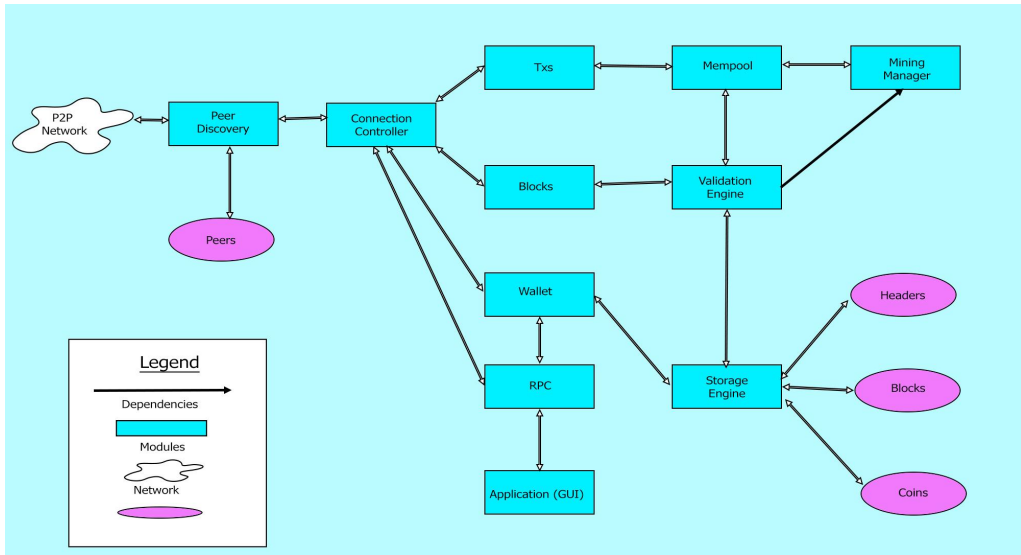 P2P
Network
Peer
Discovery
Connection
Controller
Txs
Mempool
Mining
Manager
Blocks
Validation
Engine
Peers
Wallet
Headers
RPC
Storage
Engine
Blocks
Application (GUI)
Coins
Legend
Dependencies
Modules
Network